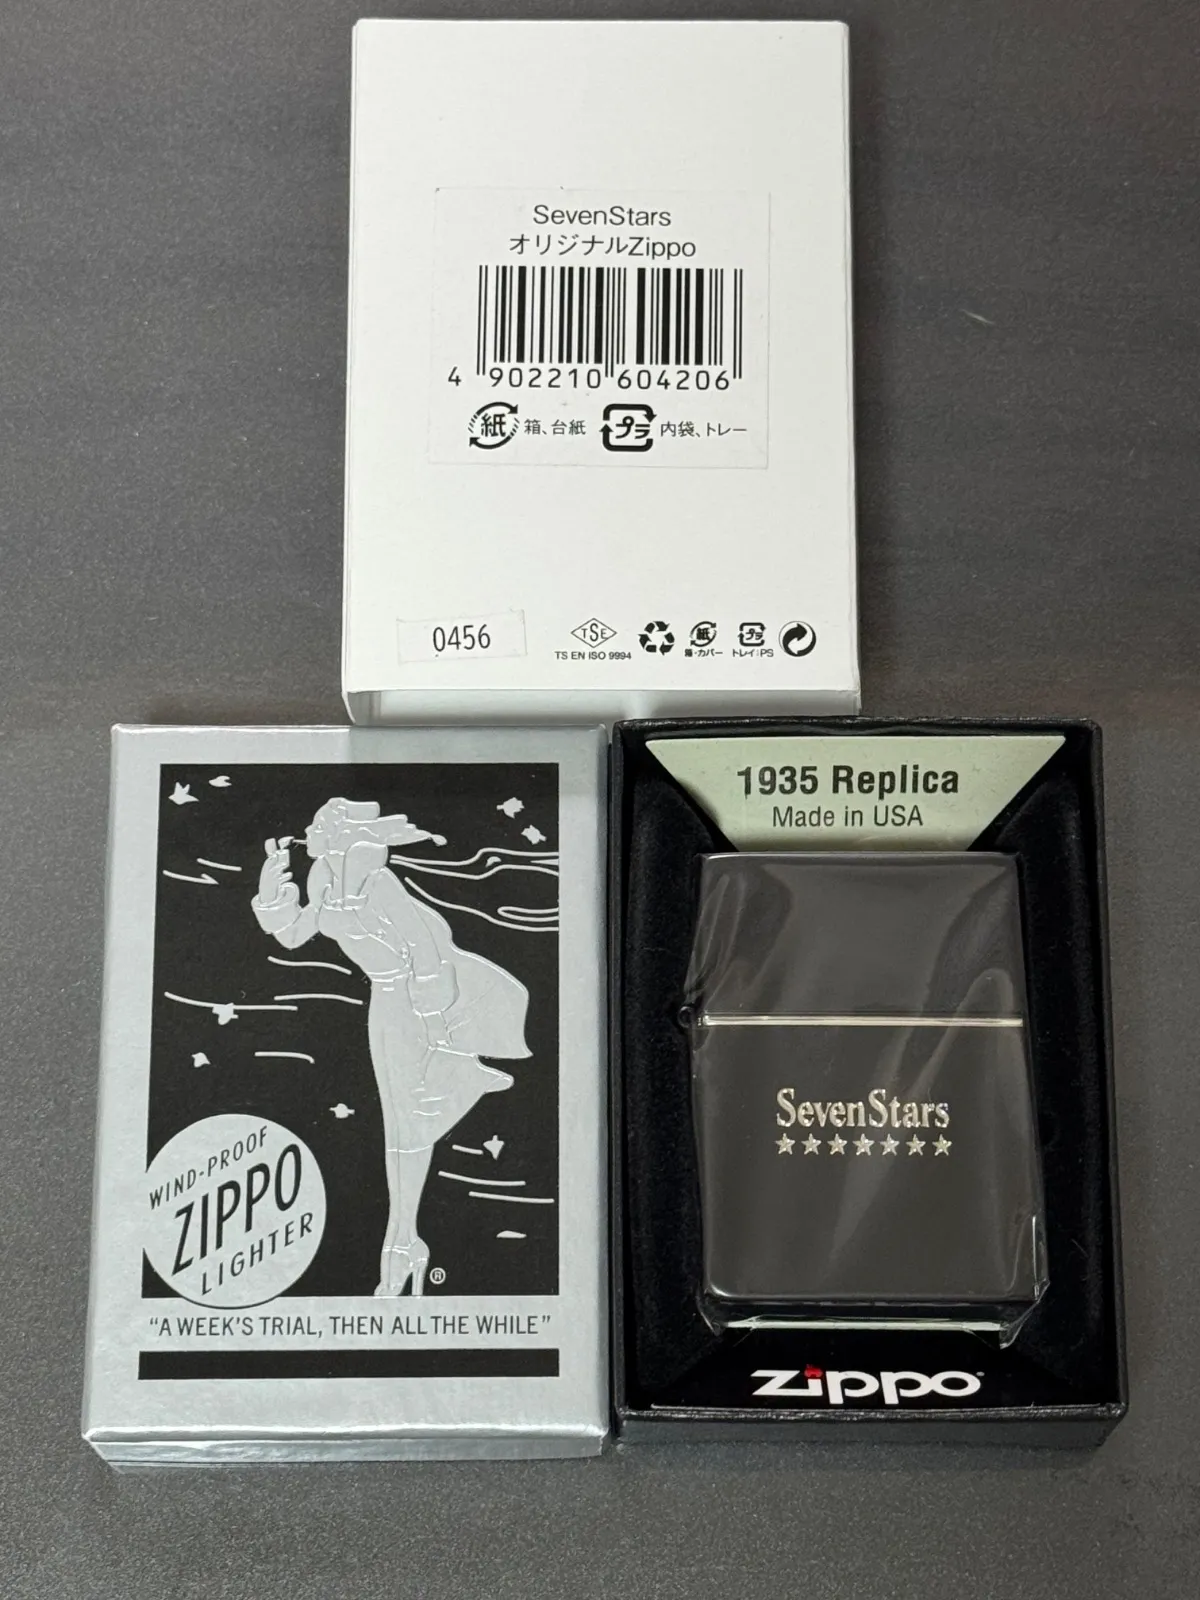 SevenStars
オリジナルZippo
4 902210 604206
紙 箱、台紙 プラ 内袋、トレー
0456
TSE
TS EN ISO 9994
紙
箱・カバー
プラ
トレイ:PS
WIND-PROOF
ZIPPO
LIGHTER
®
"A WEEK'S TRIAL, THEN ALL THE WHILE"
1935 Replica
Made in USA
SevenStars
zippo